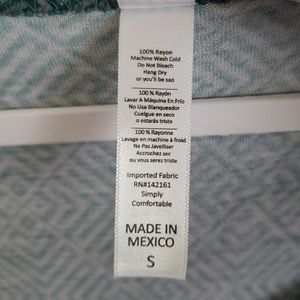 100% Rayon
Machine Wash Cold
Do Not Bleach
Hang Dry
or you'll be sad
100% Rayón
Lavar A Máquina En Frío
No Usa Blanqueador
Cuelgue en seco
o estarás triste
100% Rayonne
Lavage en machine à froid
Ne Pas Javelliser
Accrochez sec
ou vous serez triste
Imported Fabric
RN#142161
Simply
Comfortable
MADE IN
MEXICO
S